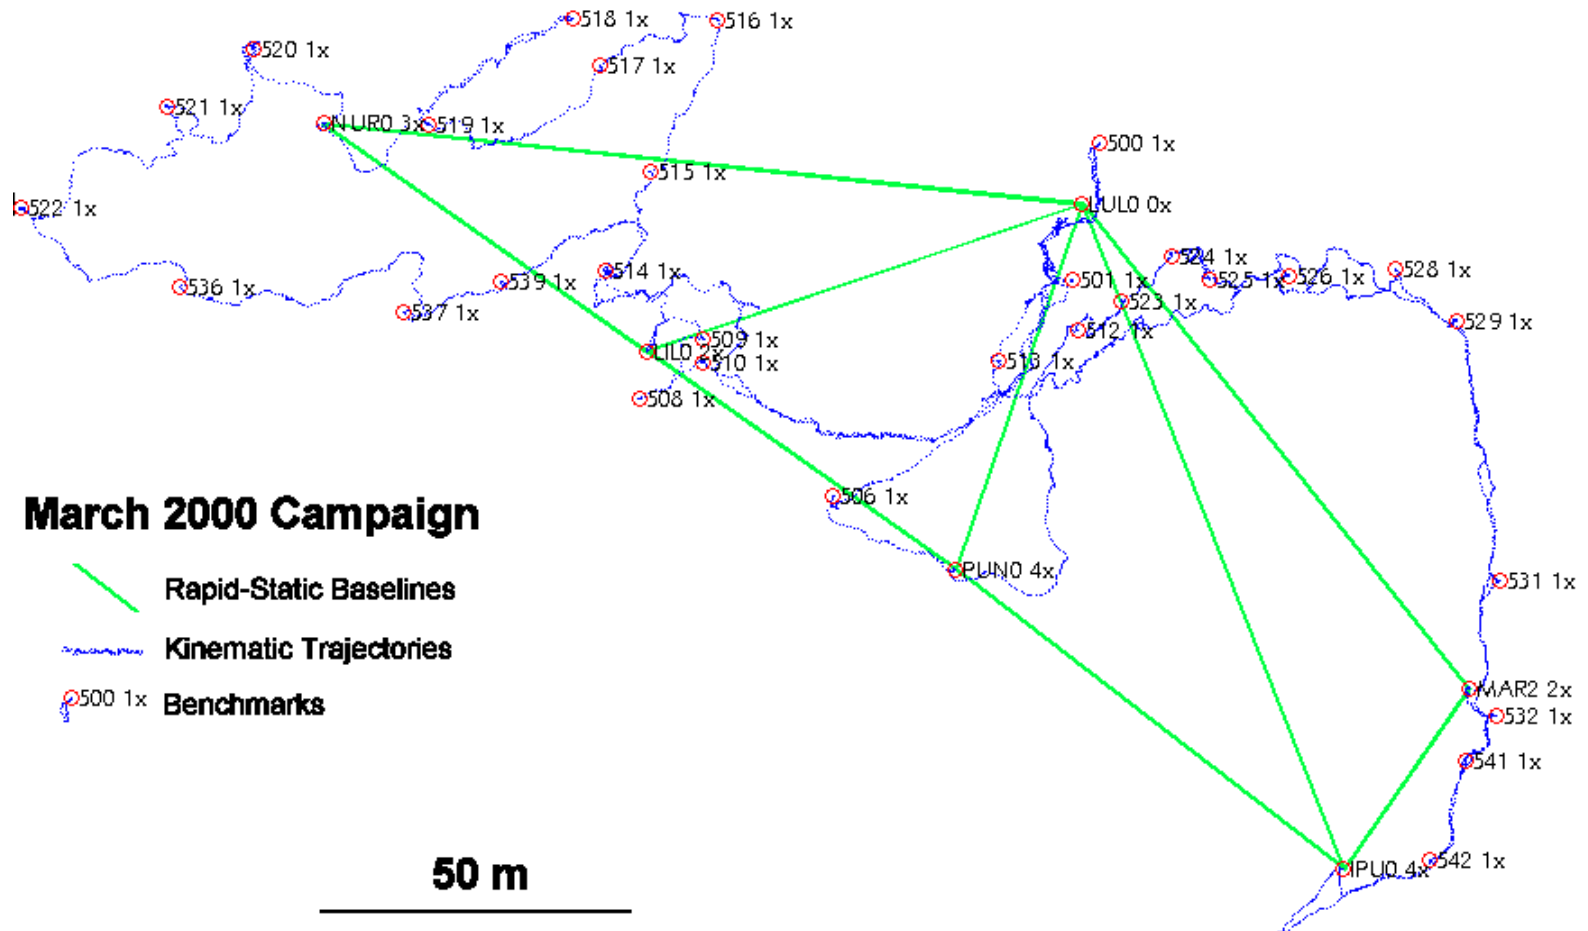 518 1x
516 1x
520 1x
517 1x
521 1x
NUR0 3x
519 1x
500 1x
515 1x
LUL0 0x
522 1x
524 1x
514 1x
528 1x
539 1x
501 1x
525 1x
526 1x
536 1x
523 1x
537 1x
529 1x
512 1x
509 1x
LIL0 2x
510 1x
513 1x
508 1x
506 1x
March 2000 Campaign
PUN0 4x
531 1x
Rapid-Static Baselines
Kinematic Trajectories
MAR2 2x
500 1x
Benchmarks
532 1x
541 1x
50 m
542 1x
IPU0 4x